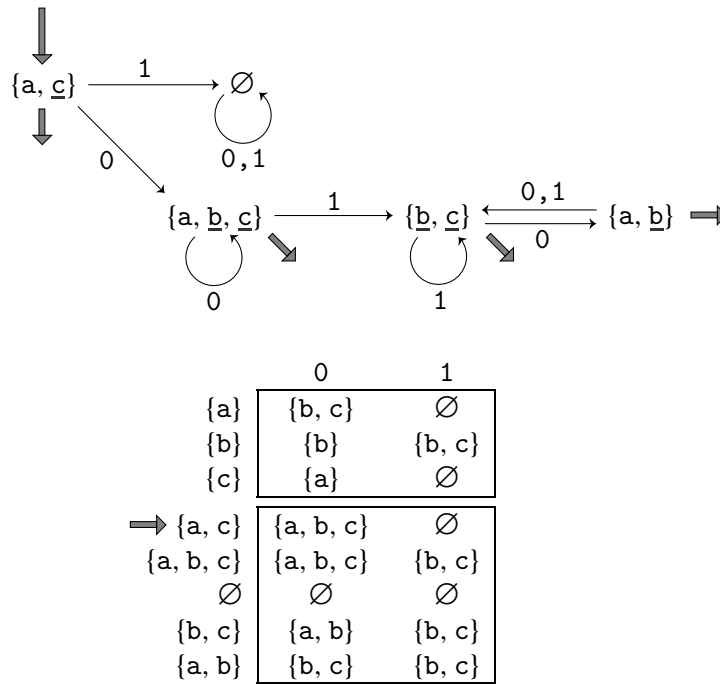 {a, c} 1 ∅
0 0,1
{a, b, c} 1 {b, c} 0,1 {a, b}
0
0 1
0 1
{a} {b, c} ∅
{b} {b} {b, c}
{c} {a} ∅
{a, c} {a, b, c} ∅
{a, b, c} {a, b, c} {b, c}
∅ ∅ ∅
{b, c} {a, b} {b, c}
{a, b} {b, c} {b, c}